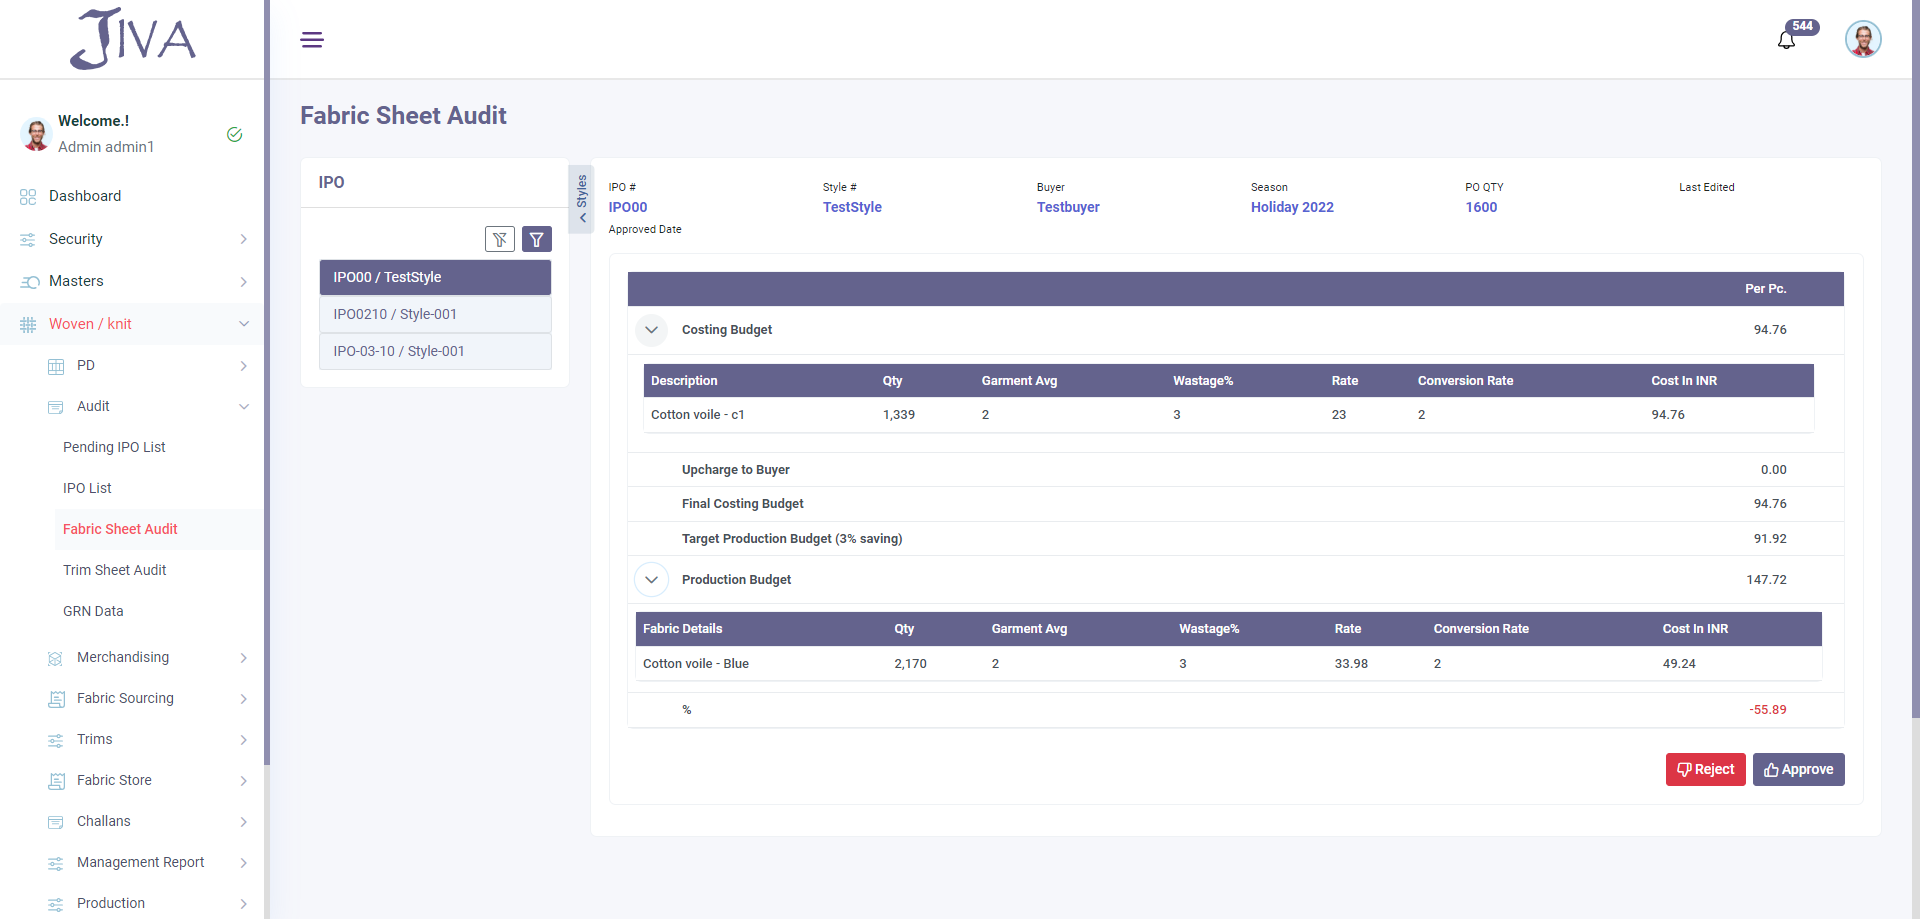 JIVA
544
Welcome.!
Admin admin1
Dashboard
Security
Masters
Woven / knit
PD
Audit
Pending IPO List
IPO List
Fabric Sheet Audit
Trim Sheet Audit
GRN Data
Merchandising
Fabric Sourcing
Trims
Fabric Store
Challans
Management Report
Production
Fabric Sheet Audit
IPO
IPO00 / TestStyle
IPO0210 / Style-001
IPO-03-10 / Style-001
Styles
IPO # Style # Buyer Season PO QTY Last Edited
IPO00 TestStyle Testbuyer Holiday 2022 1600
Approved Date
Per Pc.
Costing Budget 94.76
Description Qty Garment Avg Wastage% Rate Conversion Rate Cost In INR
Cotton voile - c1 1,339 2 3 23 2 94.76
Upcharge to Buyer 0.00
Final Costing Budget 94.76
Target Production Budget (3% saving) 91.92
Production Budget 147.72
Fabric Details Qty Garment Avg Wastage% Rate Conversion Rate Cost In INR
Cotton voile - Blue 2,170 2 3 33.98 2 49.24
% -55.89
Reject Approve